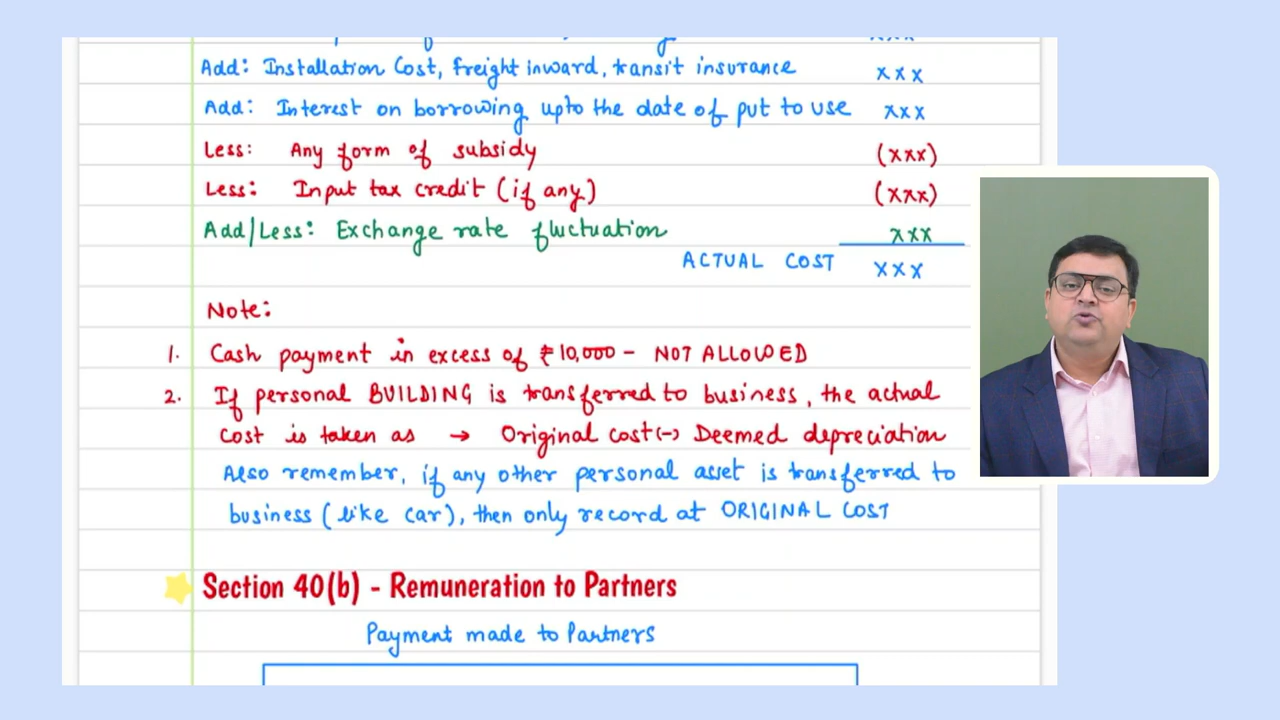 xxx
Add: Installation Cost, freight inward, transit insurance xxx
Add: Interest on borrowing upto the date of put to use xxx
Less: Any form of subsidy (xxx)
Less: Input tax credit (if any) (xxx)
Add/Less: Exchange rate fluctuation xxx
ACTUAL COST xxx
Note:
1. Cash payment in excess of ₹10,000 - NOT ALLOWED
2. If personal BUILDING is transferred to business, the actual
cost is taken as → Original cost (-) Deemed depreciation
Also remember, if any other personal asset is transferred to
business (like car), then only record at ORIGINAL COST
Section 40(b) - Remuneration to Partners
Payment made to Partners